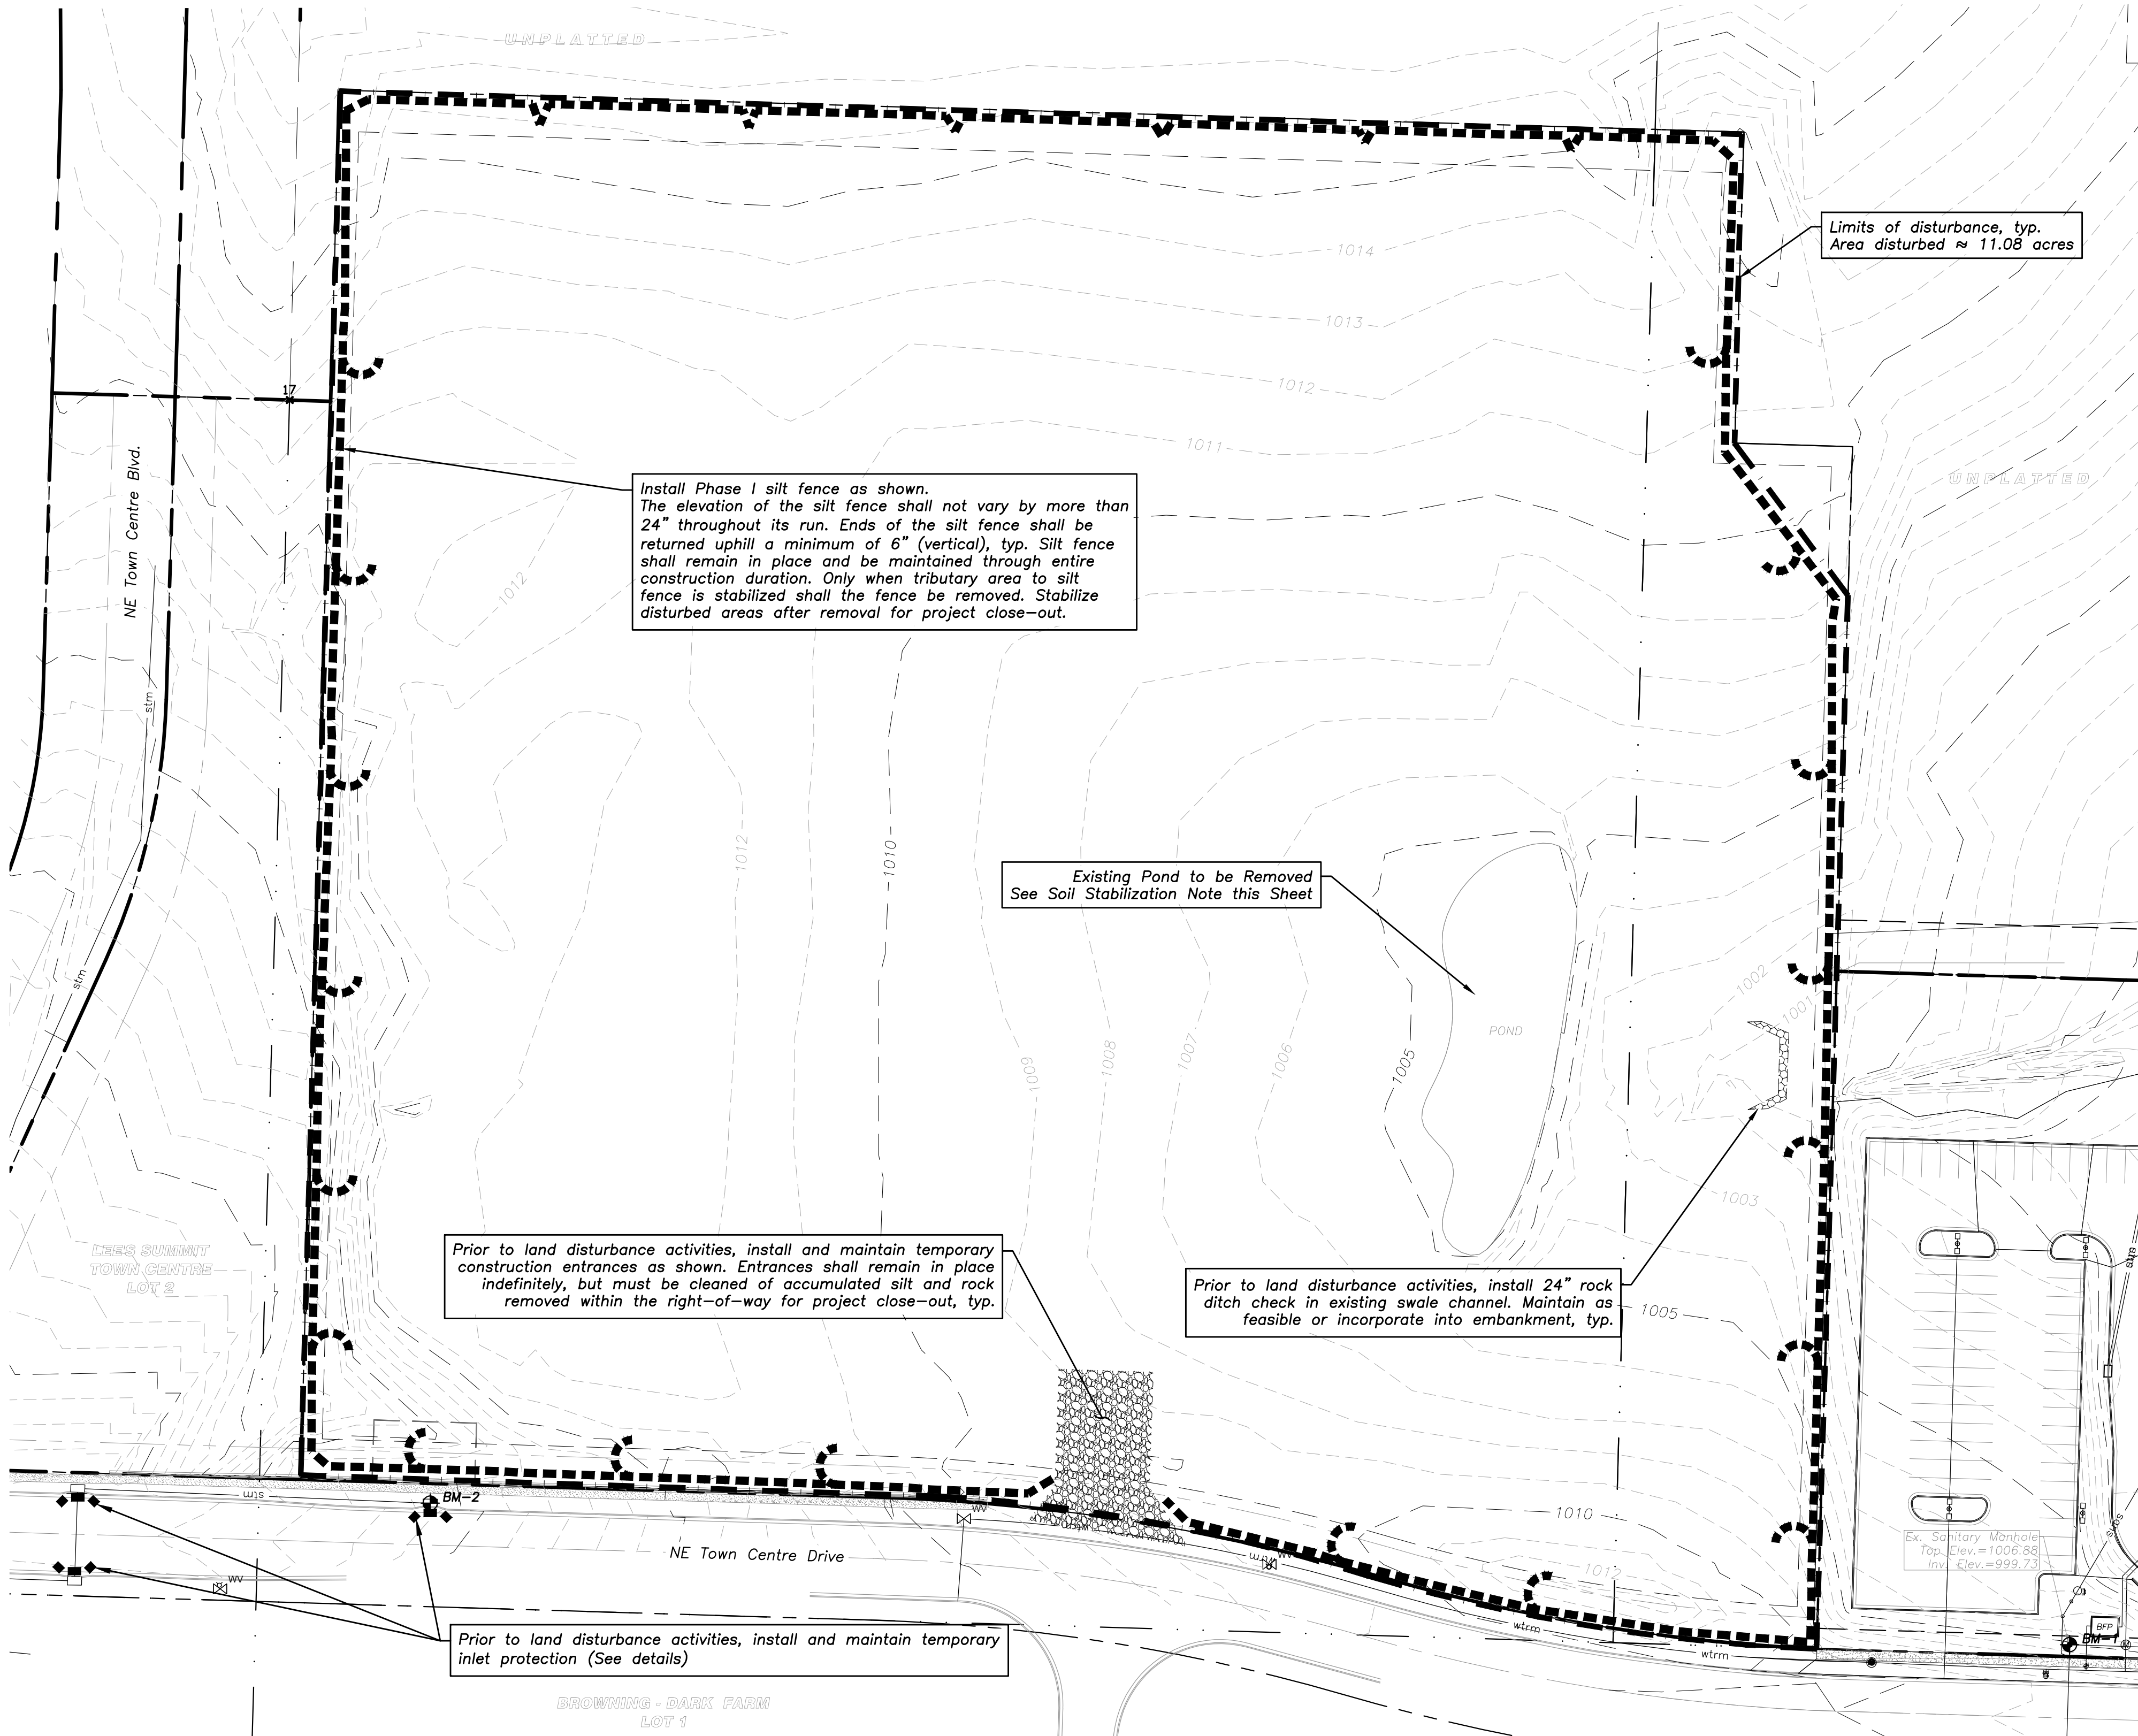 UNPLATTED
Limits of disturbance, typ.
Area disturbed ≈ 11.08 acres
1014
1013
1012
1011
17
NE Town Centre Blvd.
UNPLATTED
Install Phase I silt fence as shown.
The elevation of the silt fence shall not vary by more than
24" throughout its run. Ends of the silt fence shall be
returned uphill a minimum of 6" (vertical), typ. Silt fence
shall remain in place and be maintained through entire
construction duration. Only when tributary area to silt
fence is stabilized shall the fence be removed. Stabilize
disturbed areas after removal for project close-out.
1012
stm
1012
1010
Existing Pond to be Removed
See Soil Stabilization Note this Sheet
stm
1002
1001
POND
1009
1008
1007
1006
1005
1003
LEES SUMMIT
TOWN CENTRE
LOT 2
Prior to land disturbance activities, install and maintain temporary
construction entrances as shown. Entrances shall remain in place
indefinitely, but must be cleaned of accumulated silt and rock
removed within the right-of-way for project close-out, typ.
Prior to land disturbance activities, install 24" rock
ditch check in existing swale channel. Maintain as
feasible or incorporate into embankment, typ.
1005
stm
BM-2
WV
wtrm
1010
NE Town Centre Drive
wtrm
WV
1012
Ex. Sanitary Manhole
Top Elev.=1006.88
Inv. Elev.=999.73
sans
WV
wtrm
BFP
BM-1
wtrm
Prior to land disturbance activities, install and maintain temporary
inlet protection (See details)
BROWNING - DARK FARM
LOT 1